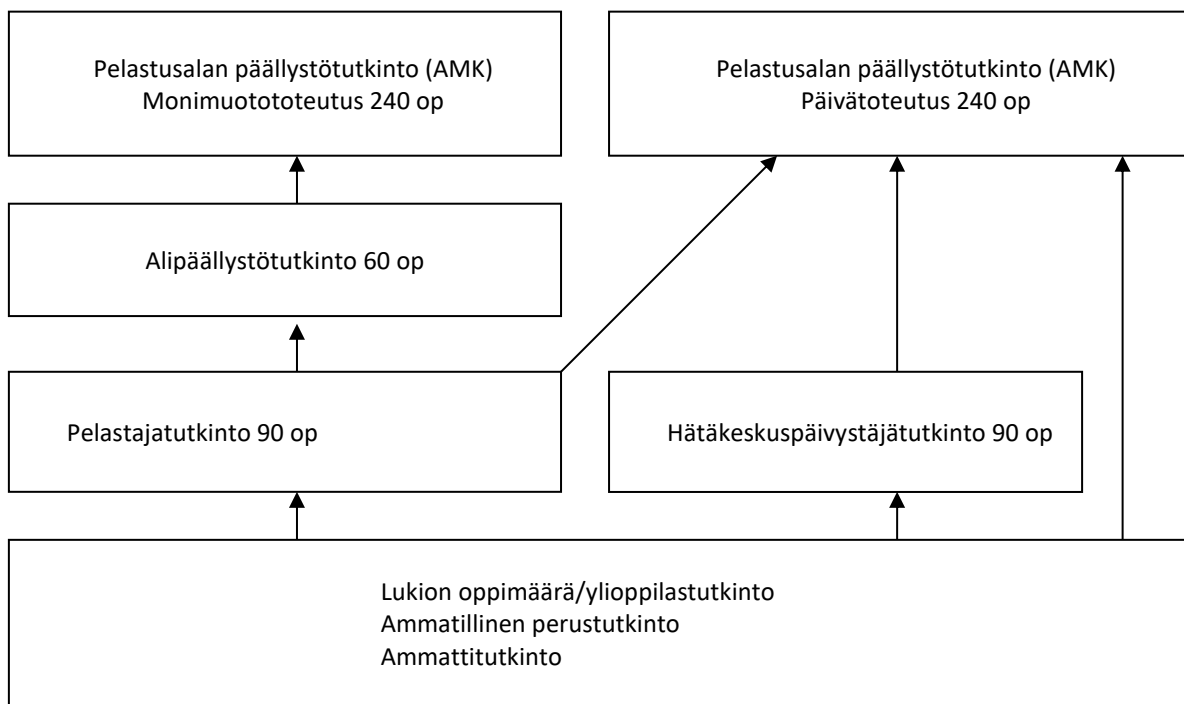 Pelastusalan päällystötutkinto (AMK)
Monimuotototeutus 240 op
Pelastusalan päällystötutkinto (AMK)
Päivätoteutus 240 op
Alipäällystötutkinto 60 op
Pelastajatutkinto 90 op
Hätäkeskuspäivystäjätutkinto 90 op
Lukion oppimäärä/ylioppilastutkinto
Ammatillinen perustutkinto
Ammattitutkinto